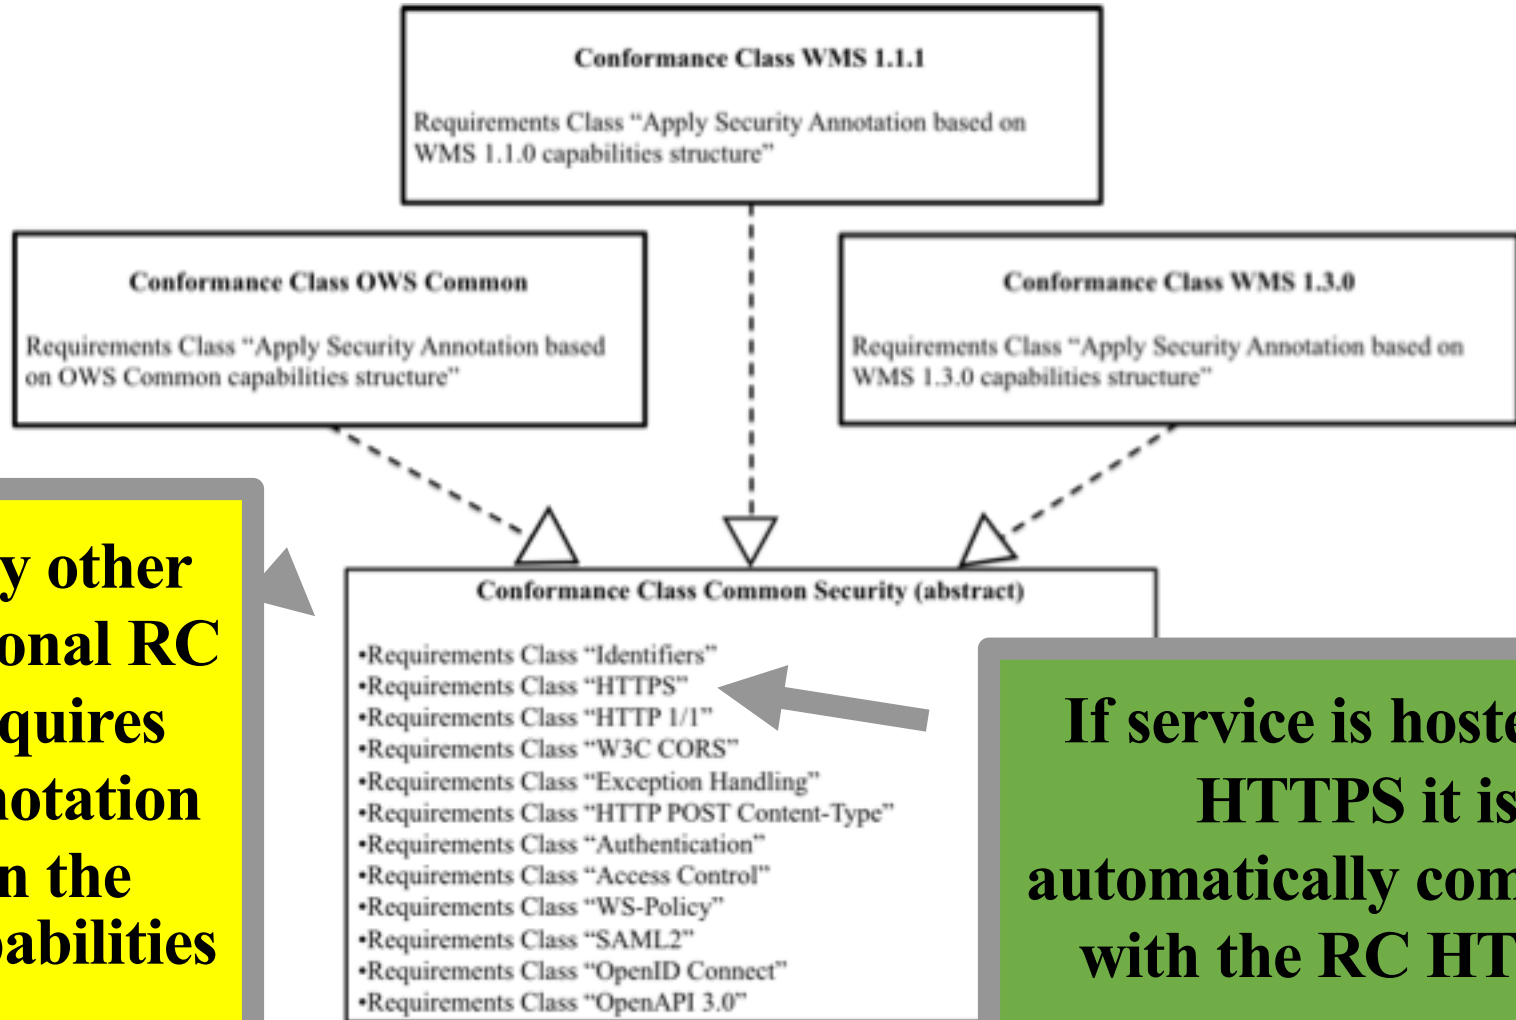 Conformance Class WMS 1.1.1
Requirements Class “Apply Security Annotation based on
WMS 1.1.0 capabilities structure”
Conformance Class OWS Common
Requirements Class “Apply Security Annotation based
on OWS Common capabilities structure”
Conformance Class WMS 1.3.0
Requirements Class “Apply Security Annotation based on
WMS 1.3.0 capabilities structure”
y other
onal RC
quires
notation
n the
pabilities
Conformance Class Common Security (abstract)
•Requirements Class “Identifiers”
•Requirements Class “HTTPS”
•Requirements Class “HTTP 1/1”
•Requirements Class “W3C CORS”
•Requirements Class “Exception Handling”
•Requirements Class “HTTP POST Content-Type”
•Requirements Class “Authentication”
•Requirements Class “Access Control”
•Requirements Class “WS-Policy”
•Requirements Class “SAML2”
•Requirements Class “OpenID Connect”
•Requirements Class “OpenAPI 3.0”
If service is hoste
HTTPS it is
automatically com
with the RC HT